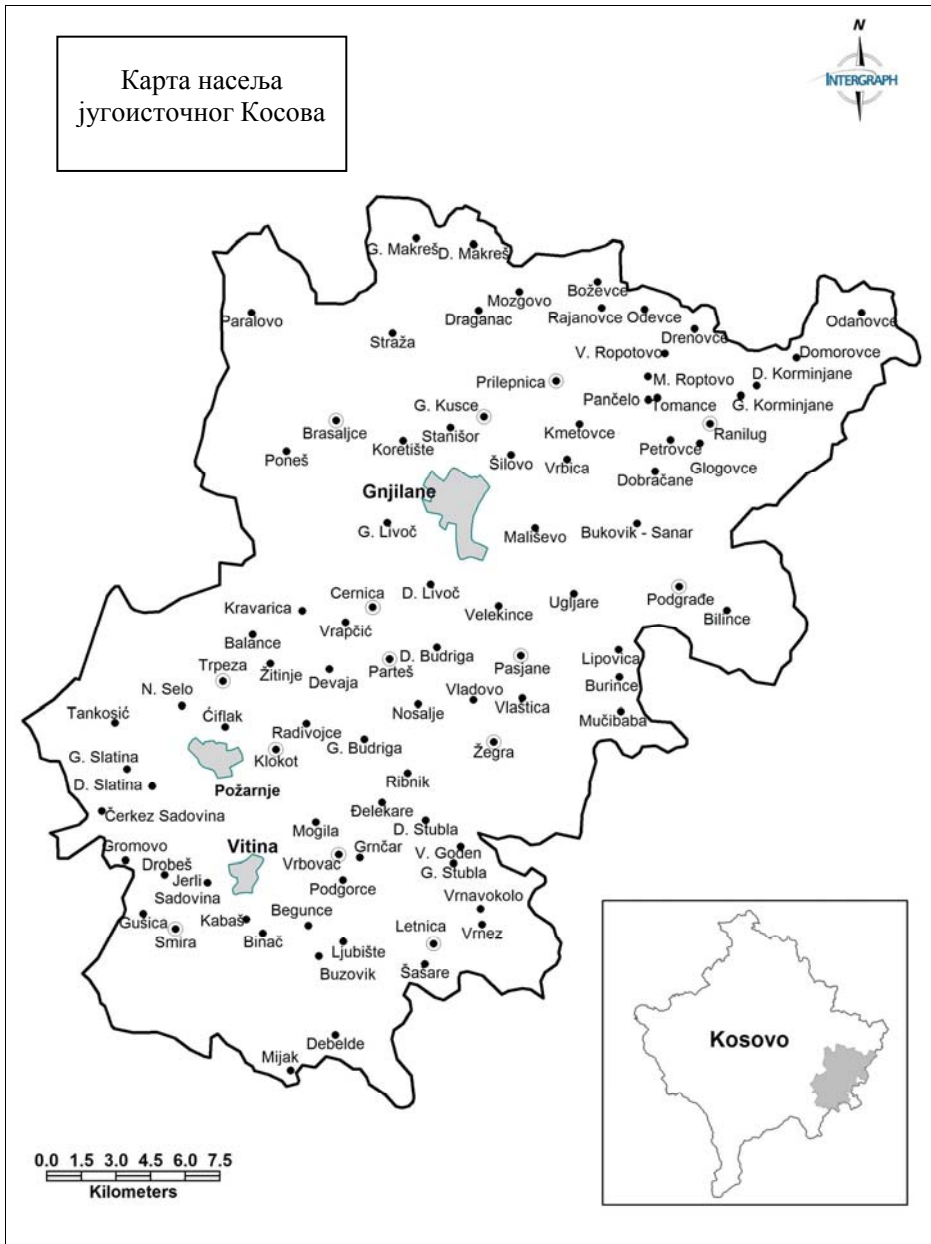 Карта насеља
југоисточног Косова
N
INTERGRAPH
G. Makreš
D. Makreš
Mozgovo
Boževce
Paralovo
Draganac
Rajanovce
Odevce
Odanovce
Straža
Drenovce
V. Ropotovo
Domorovce
Prilepnica
M. Roptovo
D. Korminjane
G. Kusce
Pančelo
Tomance
G. Korminjane
Brasaljce
Stanišor
Kmetovce
Ranilug
Koretište
Petrovce
Poneš
Šilovo
Vrbica
Glogovce
Dobračane
Gnjilane
G. Livoč
Mališevo
Bukovik - Sanar
Cernica
D. Livoč
Ugljare
Podgrađe
Kravarica
Velekince
Bilince
Vrapčić
Balance
D. Budriga
Pasjane
Lipovica
Trpeza
Žitinje
Devaja
Parteš
Burince
N. Selo
Vladovo
Vlaštica
Tankosić
Ćiflak
Nosalje
Mučibaba
Radivojce
G. Budriga
Žegra
G. Slatina
Klokot
D. Slatina
Požarnje
Ribnik
Čerkez Sadovina
Đelekare
Mogila
D. Stubla
Gromovo
Vitina
Vrbovac
Grnčar
V. Goden
Drobeš
G. Stubla
Jerli
Sadovina
Podgorce
Vrnavokolo
Gušica
Kabaš
Begunce
Letnica
Smira
Binač
Vrnez
Ljubište
Buzovik
Šašare
Debelde
Mijak
Kosovo
0.0 1.5 3.0 4.5 6.0 7.5
Kilometers